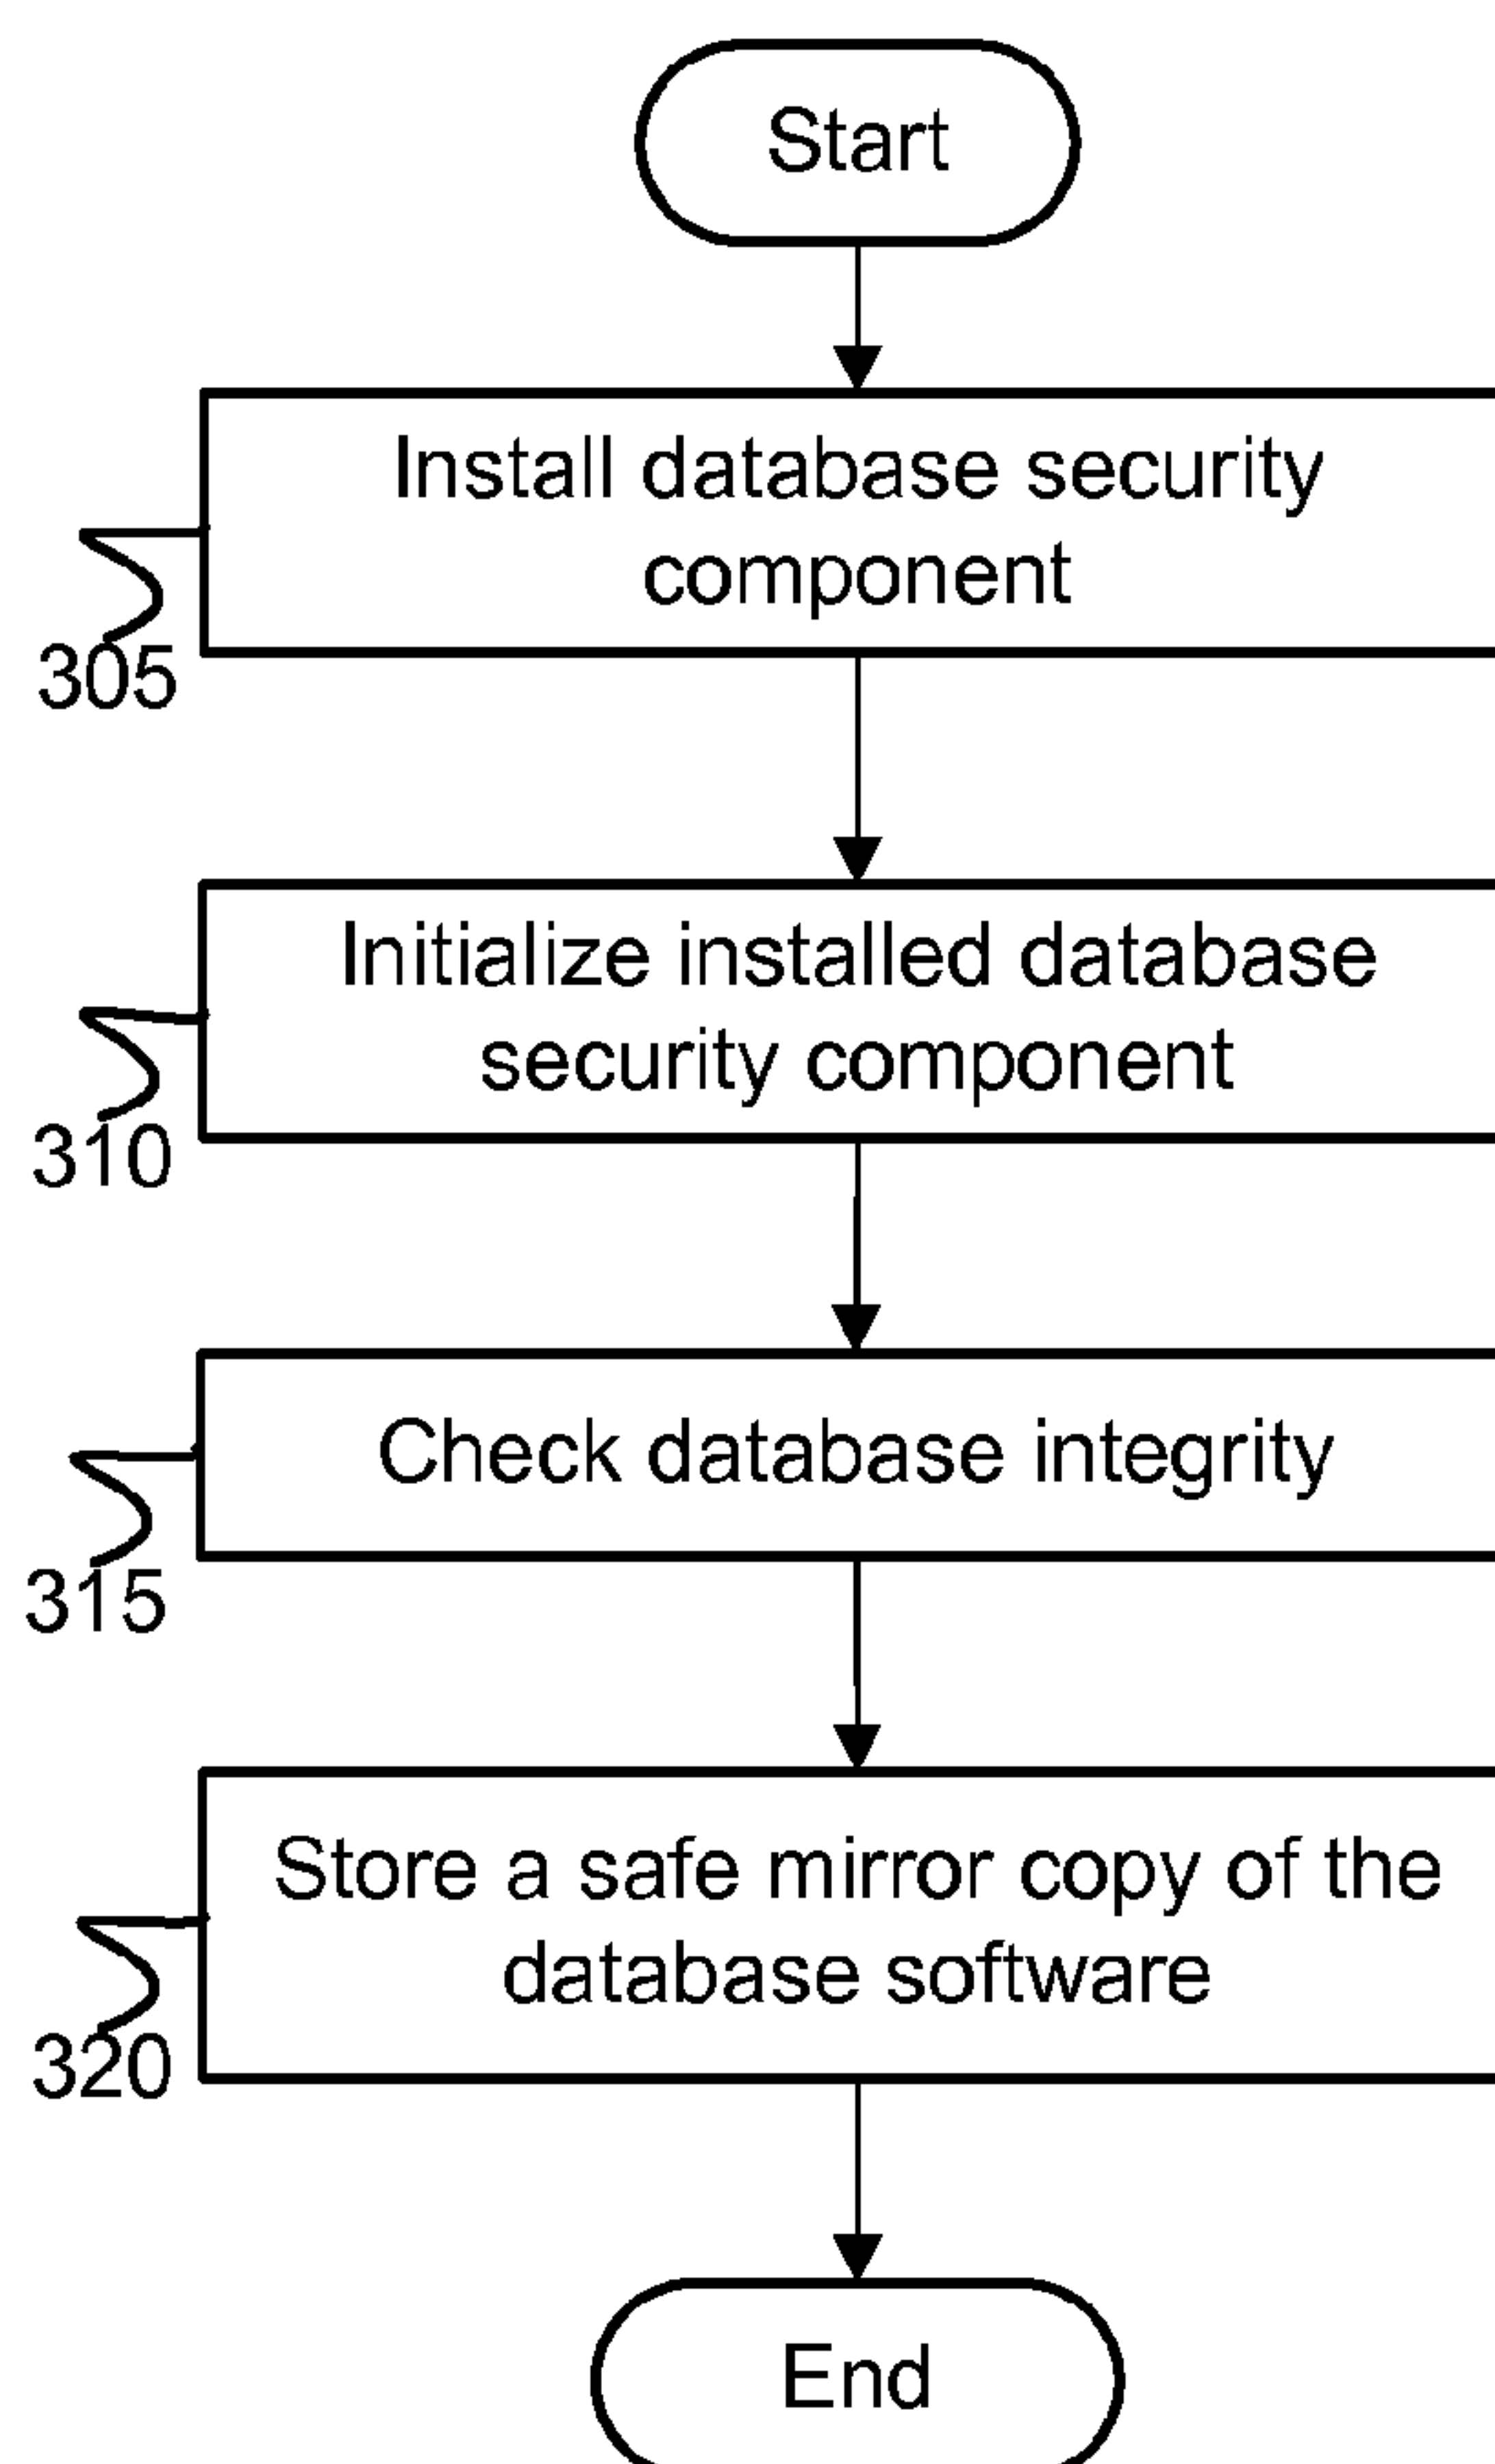 Start
Install database security
component
305
Initialize installed database
security component
310
Check database integrity
315
Store a safe mirror copy of the
database software
320
End